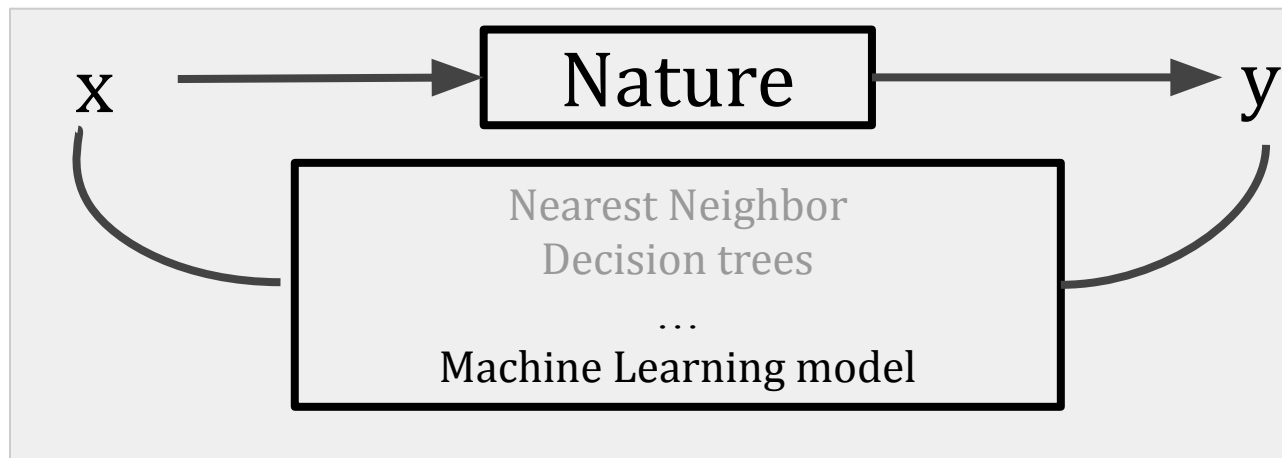 x Nature y
Nearest Neighbor
Decision trees
...
Machine Learning model